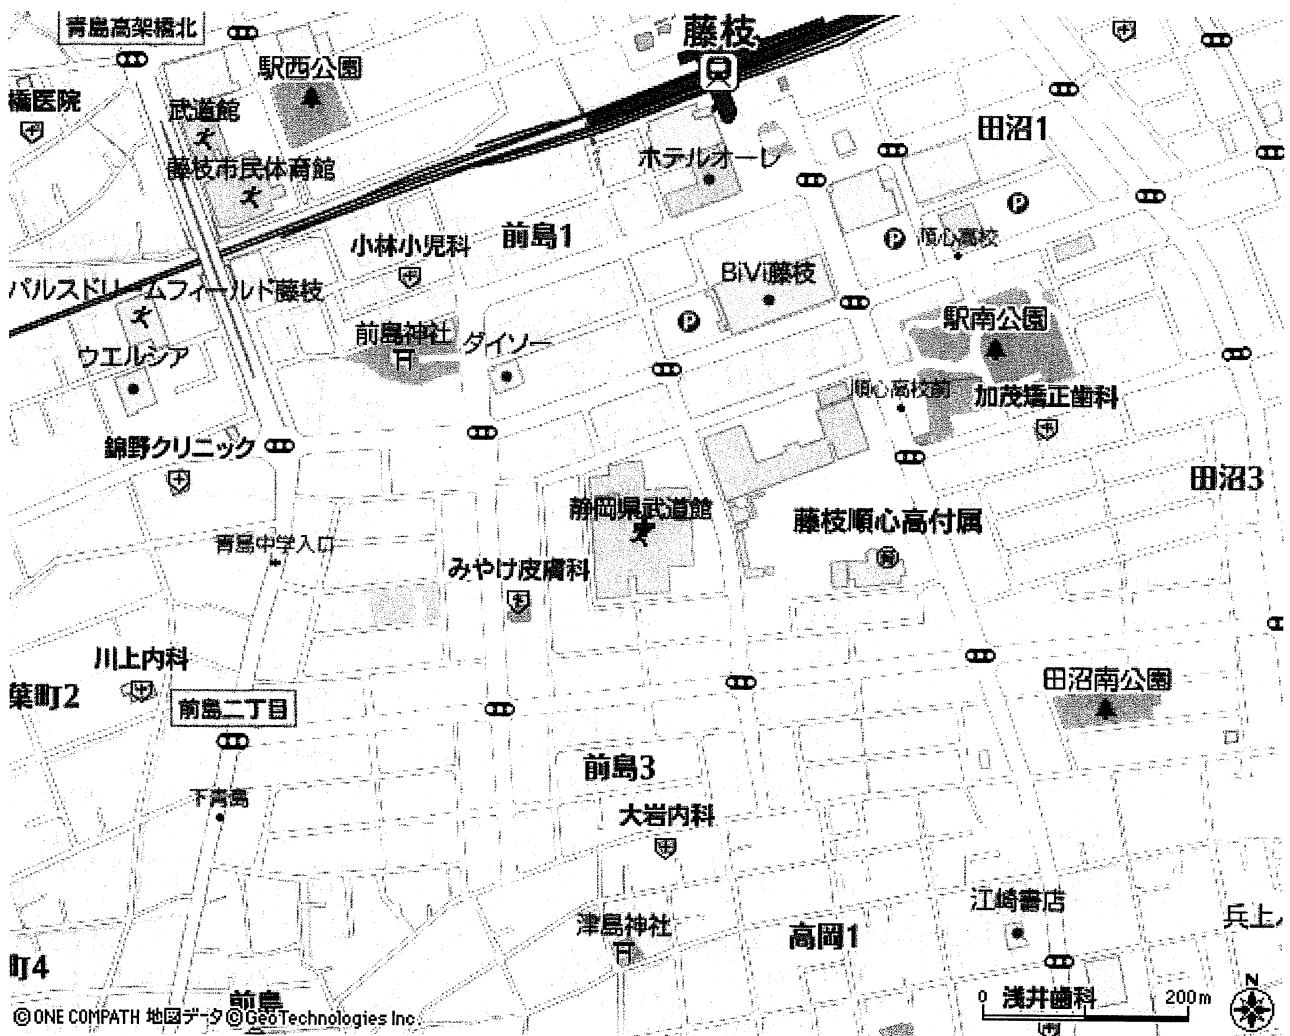 青島高架橋北
藤枝
駅西公園
橋医院
武道館
田沼1
ホテルオーレ
藤枝市民体育館
P
前島1
小林小児科
P
順心高校
BiVi藤枝
パルスドリームフィールド藤枝
P
駅南公園
前島神社
ダイソー
ウエルシア
順心高校前
加茂矯正歯科
錦野クリニック
田沼3
静岡県武道館
藤枝順心高付属
青島中学入口
みやけ皮膚科
川上内科
田沼南公園
葉町2
前島二丁目
前島3
下青島
大岩内科
江崎書店
兵上
津島神社
高岡1
町4
N
前島
0
浅井歯科
200m
©ONE COMPATH 地図データ©GeoTechnologies Inc.